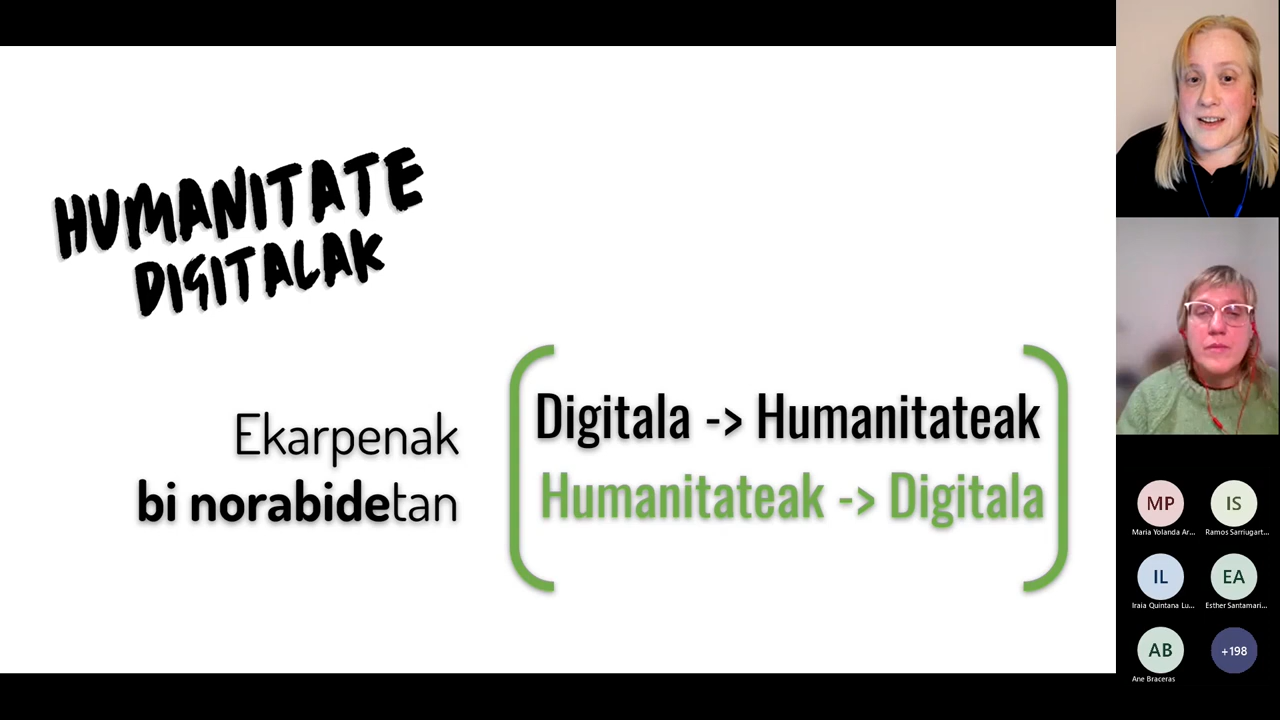 HUMANITATE
DIGITALAK
Ekarpenak
bi norabidetan
Digitala -> Humanitateak
Humanitateak -> Digitala
MP
IS
Maria Yolanda Ar...
Ramos Sarriugart...
IL
EA
Iraia Quintana Lu...
Esther Santamari...
AB
+198
Ane Braceras